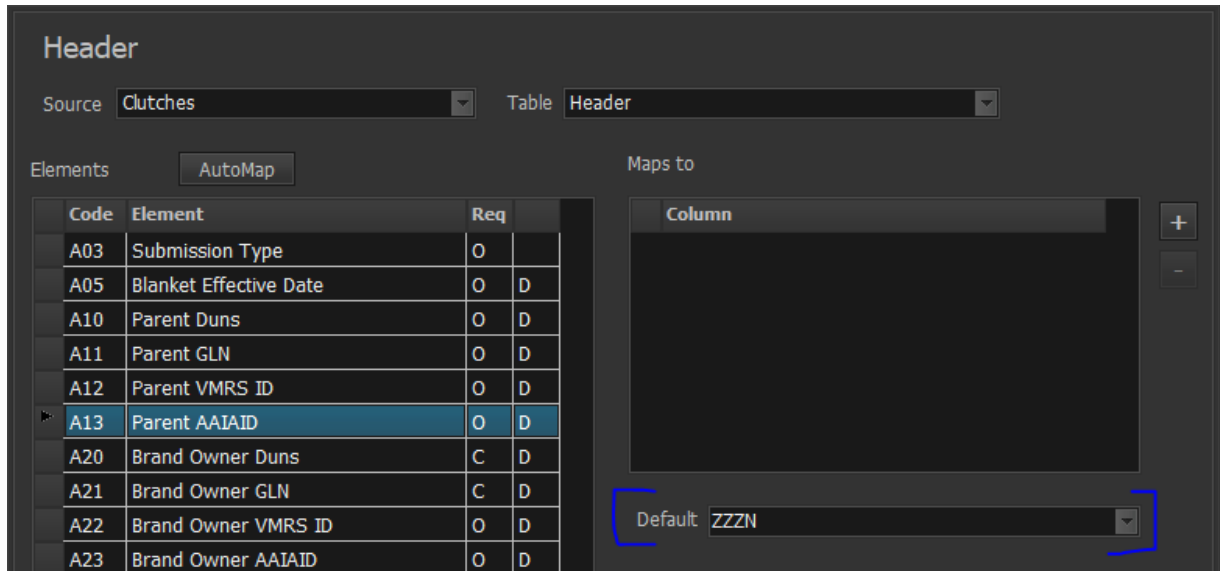 Header
Source Clutches Table Header
Elements AutoMap Maps to
Code Element Req Column
+
A03 Submission Type O
-
A05 Blanket Effective Date O D
A10 Parent Duns O D
A11 Parent GLN O D
A12 Parent VMRS ID O D
A13 Parent AAIAID O D
A20 Brand Owner Duns C D
A21 Brand Owner GLN C D
Default ZZZN
A22 Brand Owner VMRS ID O D
A23 Brand Owner AAIAID O D